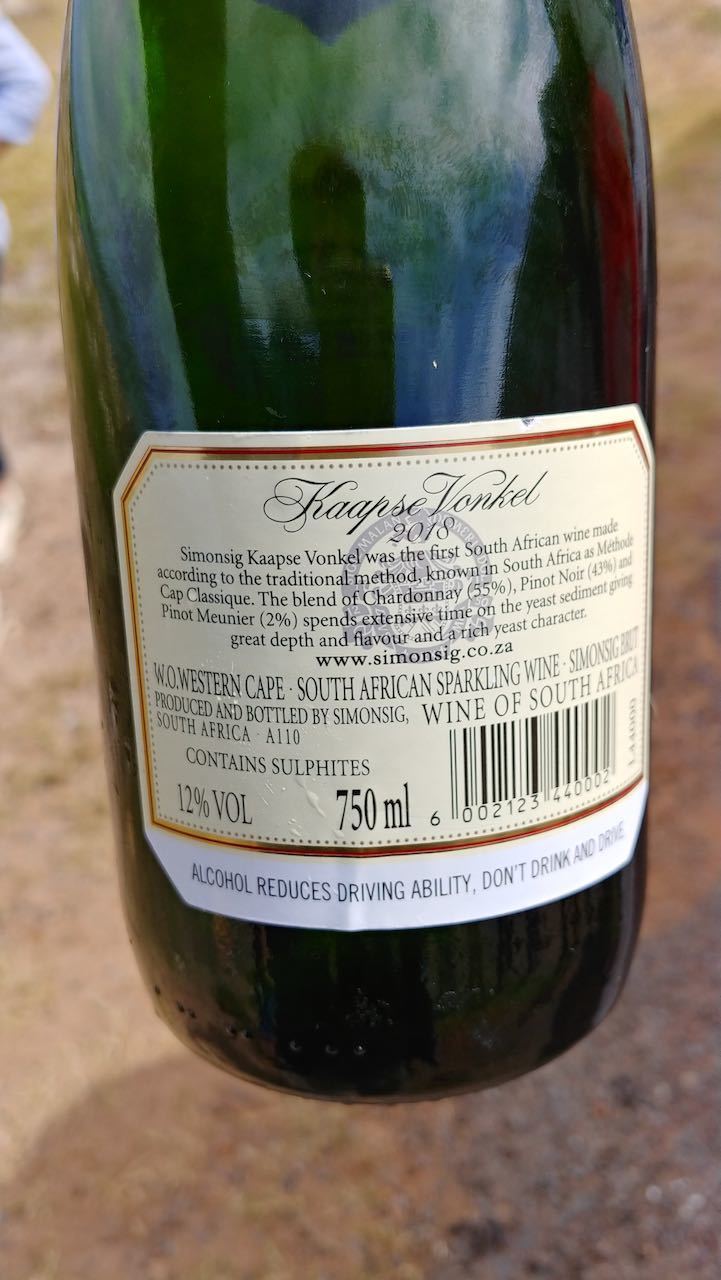 Kaapse Vonkel
2018
Simonsig Kaapse Vonkel was the first South African wine made
according to the traditional method, known in South Africa as Méthode
Cap Classique. The blend of Chardonnay (55%), Pinot Noir (43%) and
Pinot Meunier (2%) spends extensive time on the yeast sediment giving
great depth and flavour and a rich yeast character.
www.simonsig.co.za
W.O.WESTERN CAPE · SOUTH AFRICAN SPARKLING WINE · SIMONSIG BRUT
PRODUCED AND BOTTLED BY SIMONSIG, WINE OF SOUTH AFRICA
SOUTH AFRICA · A110
CONTAINS SULPHITES
12% VOL 750 ml
6 002123 440002
ALCOHOL REDUCES DRIVING ABILITY, DON'T DRINK AND DRIVE